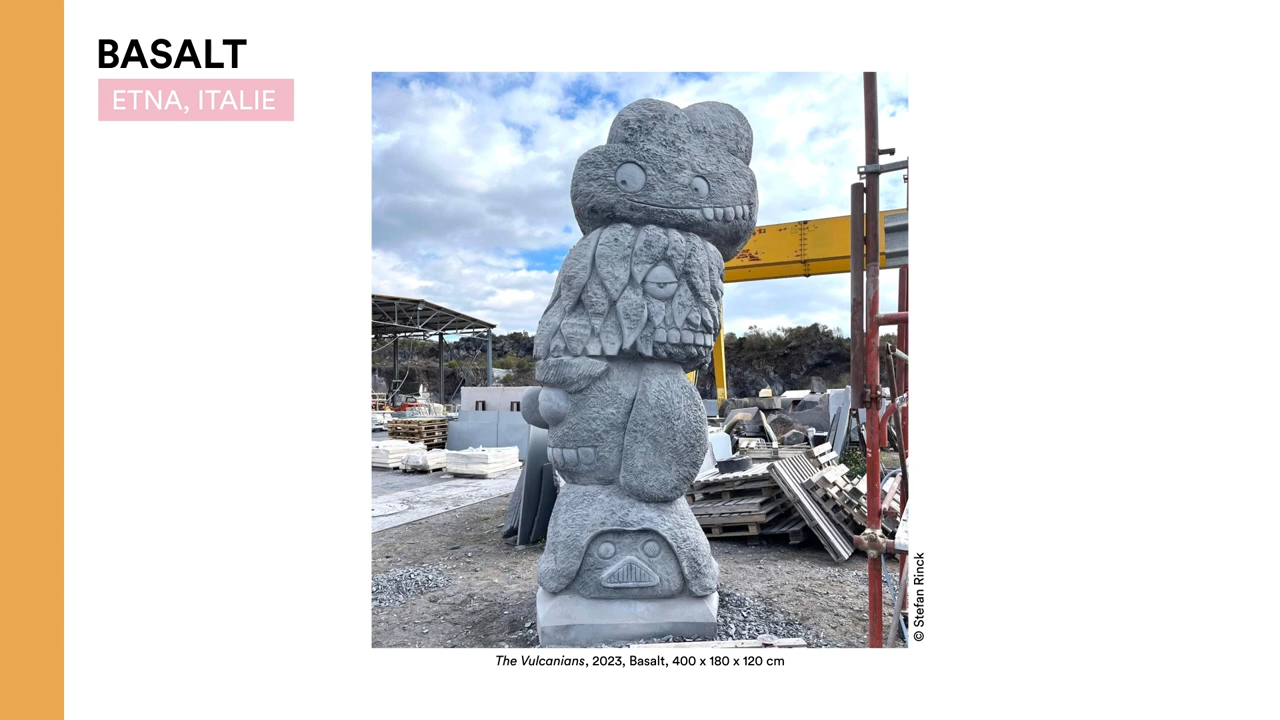 BASALT
ETNA, ITALIE
© Stefan Rinck
The Vulcanians, 2023, Basalt, 400 x 180 x 120 cm